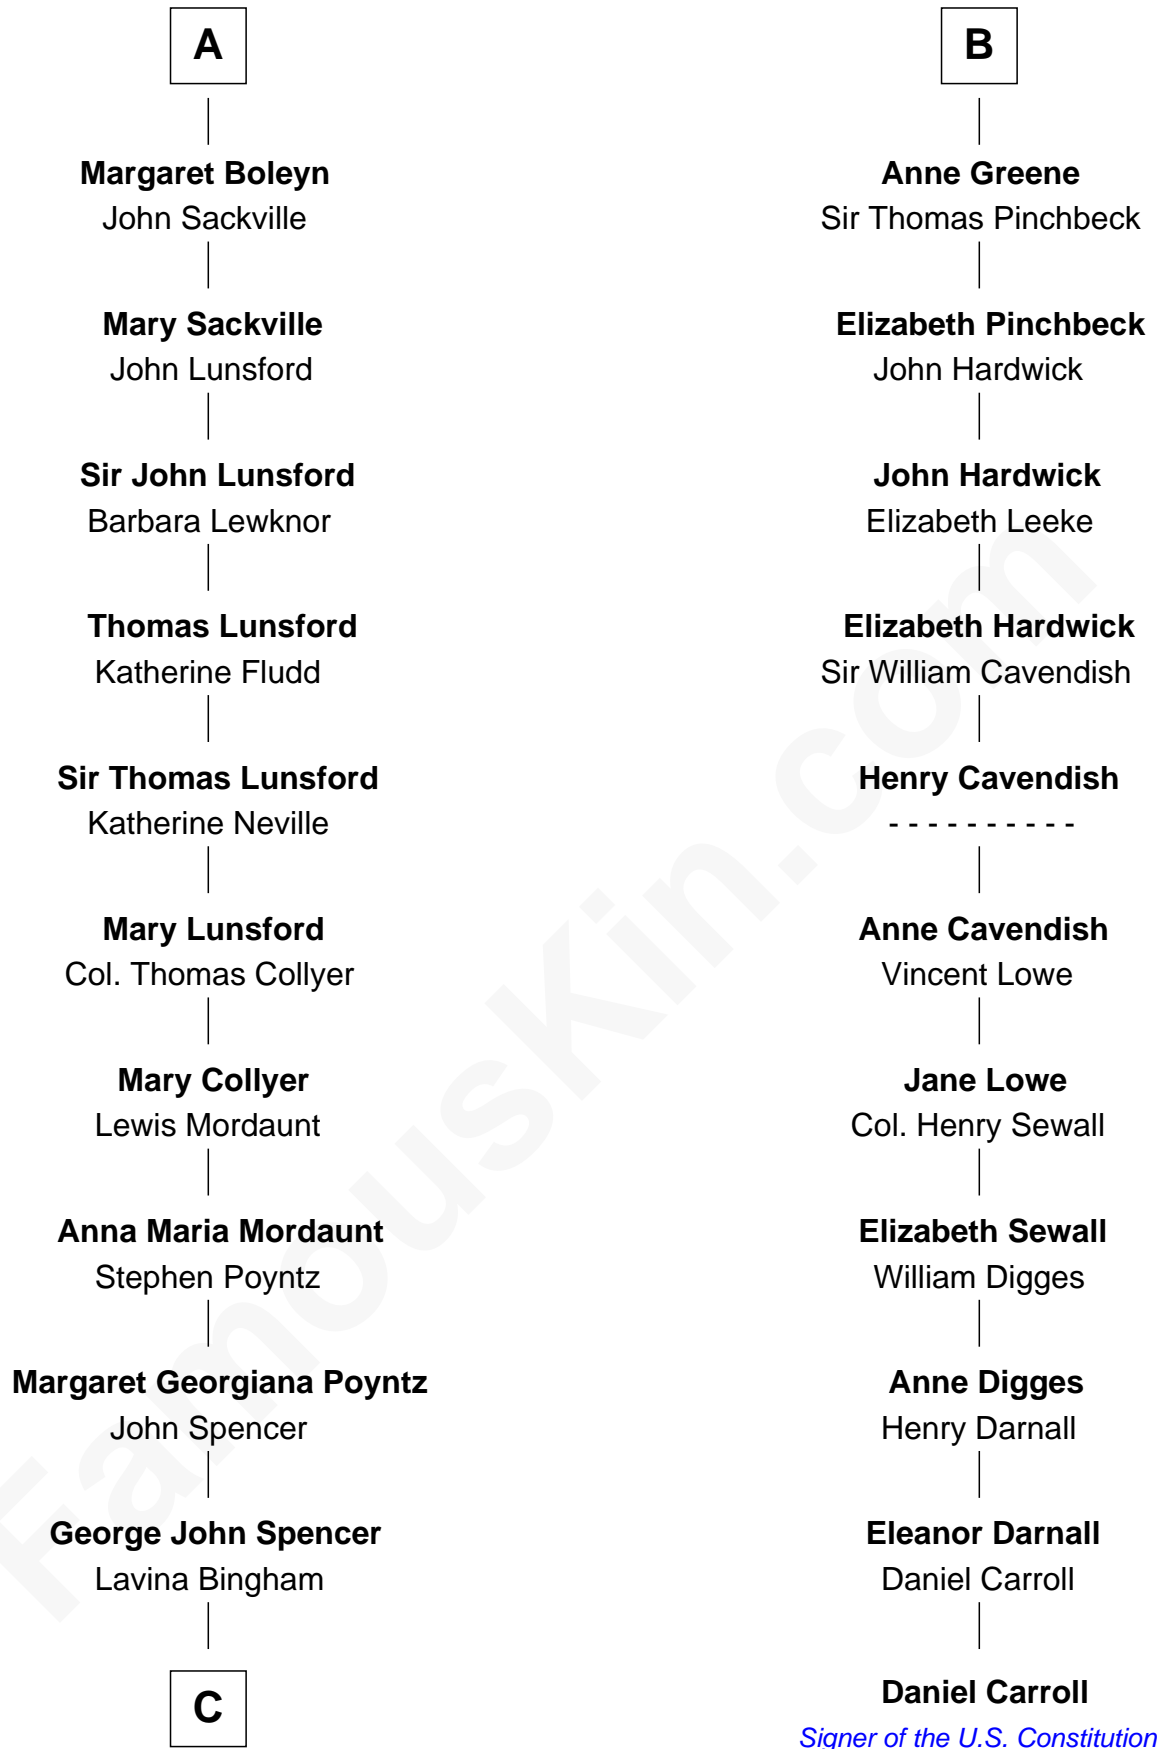 A
Margaret Boleyn
John Sackville
Mary Sackville
John Lunsford
Sir John Lunsford
Barbara Lewknor
Thomas Lunsford
Katherine Fludd
Sir Thomas Lunsford
Katherine Neville
Mary Lunsford
Col. Thomas Collyer
Mary Collyer
Lewis Mordaunt
Anna Maria Mordaunt
Stephen Poyntz
Margaret Georgiana Poyntz
John Spencer
George John Spencer
Lavina Bingham
C
B
Anne Greene
Sir Thomas Pinchbeck
Elizabeth Pinchbeck
John Hardwick
John Hardwick
Elizabeth Leeke
Elizabeth Hardwick
Sir William Cavendish
Henry Cavendish
- - - - - - - - - -
Anne Cavendish
Vincent Lowe
Jane Lowe
Col. Henry Sewall
Elizabeth Sewall
William Digges
Anne Digges
Henry Darnall
Eleanor Darnall
Daniel Carroll
Daniel Carroll
Signer of the U.S. Constitution
FamousKin.com